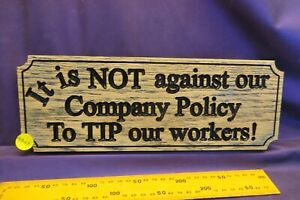 It is NOT against our
Company Policy
To TIP our workers!